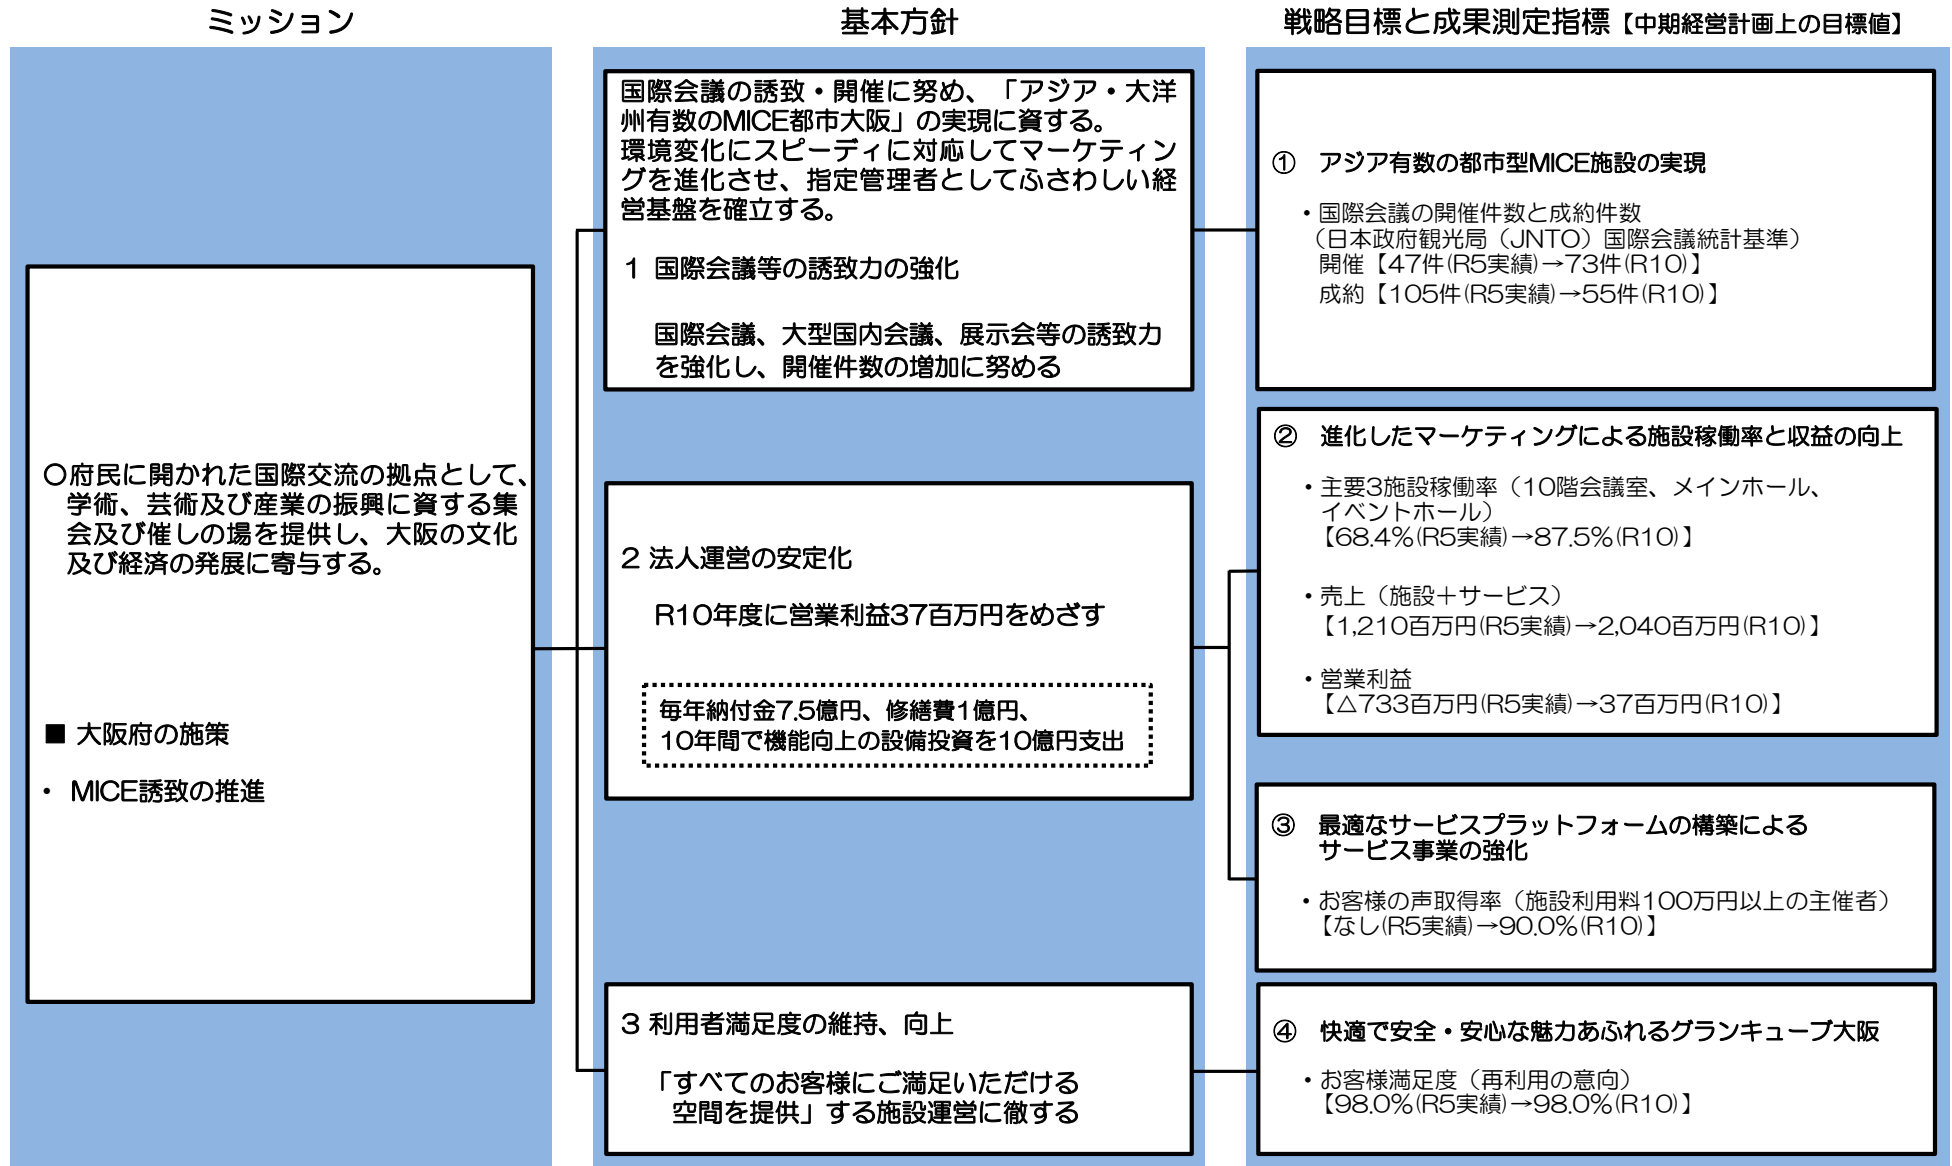 ミッション
〇府民に開かれた国際交流の拠点として、
学術、芸術及び産業の振興に資する集
会及び催しの場を提供し、大阪の文化
及び経済の発展に寄与する。
■ 大阪府の施策
・ MICE誘致の推進
基本方針
国際会議の誘致・開催に努め、「アジア・大洋
州有数のMICE都市大阪」の実現に資する。
環境変化にスピーディに対応してマーケティン
グを進化させ、指定管理者としてふさわしい経
営基盤を確立する。
1 国際会議等の誘致力の強化
国際会議、大型国内会議、展示会等の誘致力
を強化し、開催件数の増加に努める
2 法人運営の安定化
R10年度に営業利益37百万円をめざす
毎年納付金7.5億円、修繕費1億円、
10年間で機能向上の設備投資を10億円支出
3 利用者満足度の維持、向上
「すべてのお客様にご満足いただける
空間を提供」する施設運営に徹する
戦略目標と成果測定指標【中期経営計画上の目標値】
① アジア有数の都市型MICE施設の実現
・国際会議の開催件数と成約件数
（日本政府観光局（JNTO）国際会議統計基準）
開催【47件(R5実績)→73件(R10)】
成約【105件(R5実績)→55件(R10)】
② 進化したマーケティングによる施設稼働率と収益の向上
・主要3施設稼働率（10階会議室、メインホール、
イベントホール）
【68.4％(R5実績)→87.5％(R10)】
・売上（施設＋サービス）
【1,210百万円(R5実績)→2,040百万円(R10)】
・営業利益
【△733百万円(R5実績)→37百万円(R10)】
③ 最適なサービスプラットフォームの構築による
サービス事業の強化
・お客様の声取得率（施設利用料100万円以上の主催者）
【なし(R5実績)→90.0％(R10)】
④ 快適で安全・安心な魅力あふれるグランキューブ大阪
・お客様満足度（再利用の意向）
【98.0％(R5実績)→98.0％(R10)】